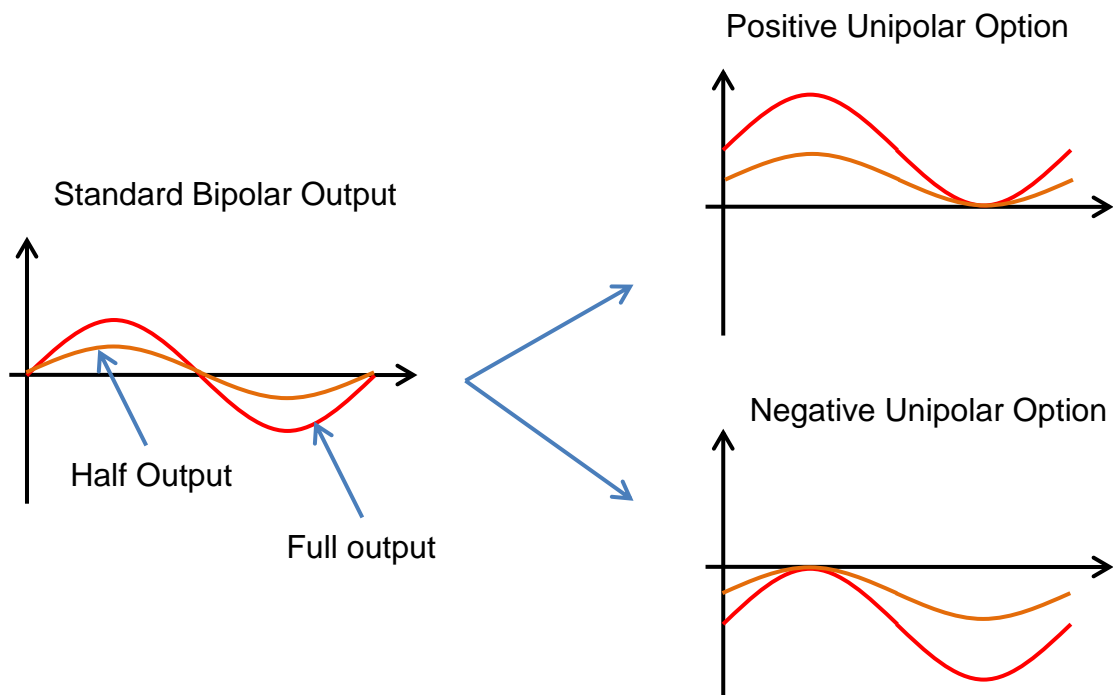 Positive Unipolar Option
Standard Bipolar Output
Half Output
Full output
Negative Unipolar Option